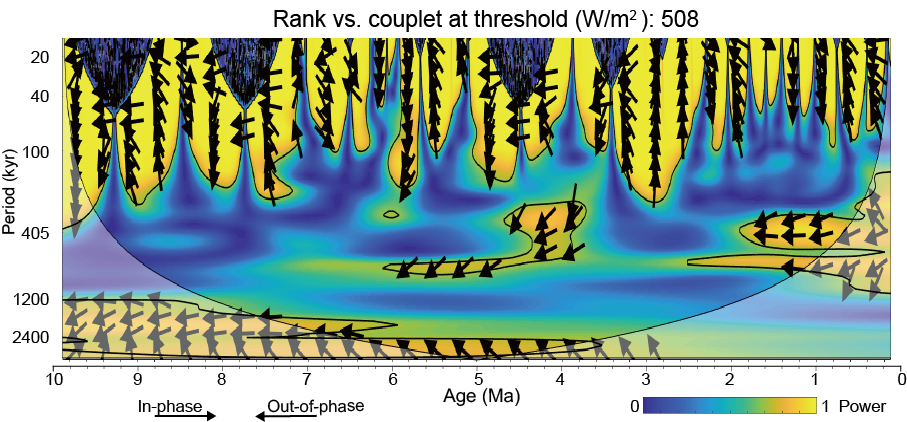 Rank vs. couplet at threshold (W/m²): 508
Period (kyr)
20
40
100
405
1200
2400
10 9 8 7 6 5 4 3 2 1 0
Age (Ma)
In-phase Out-of-phase
0 1 Power